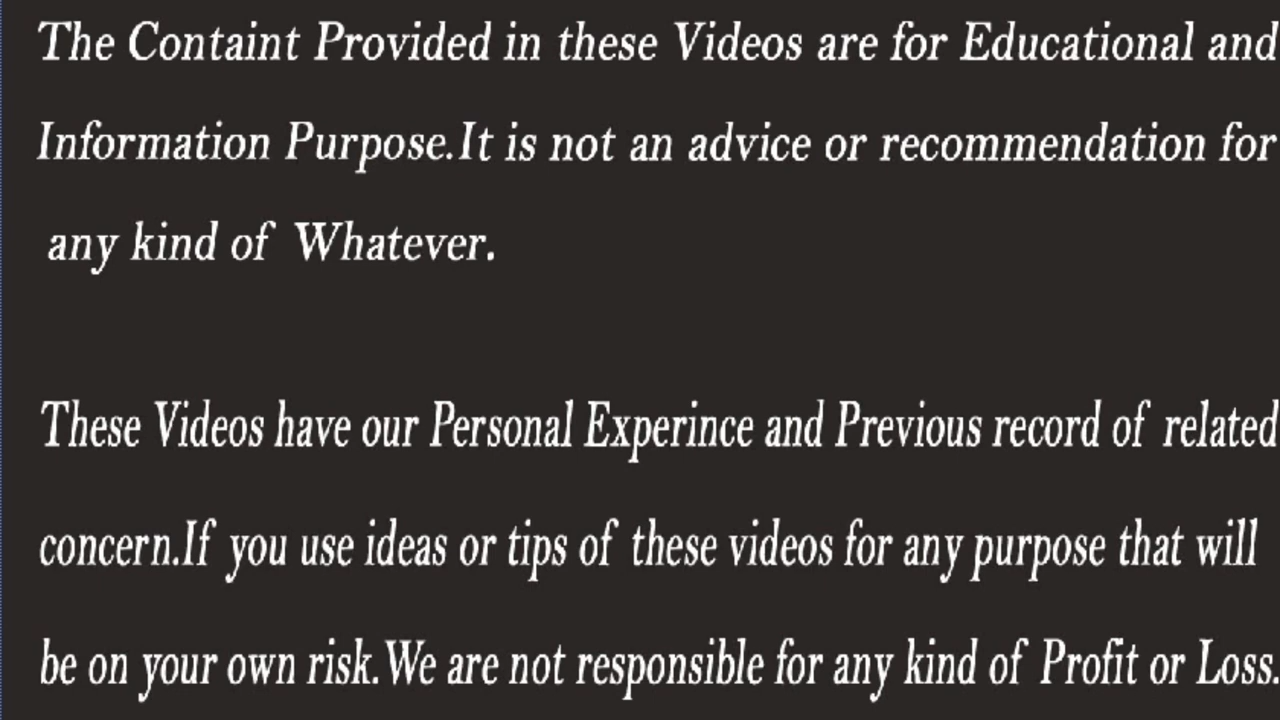 The Containt Provided in these Videos are for Educational and
Information Purpose.It is not an advice or recommendation for
any kind of Whatever.
These Videos have our Personal Experince and Previous record of related
concern.If you use ideas or tips of these videos for any purpose that will
be on your own risk.We are not responsible for any kind of Profit or Loss.